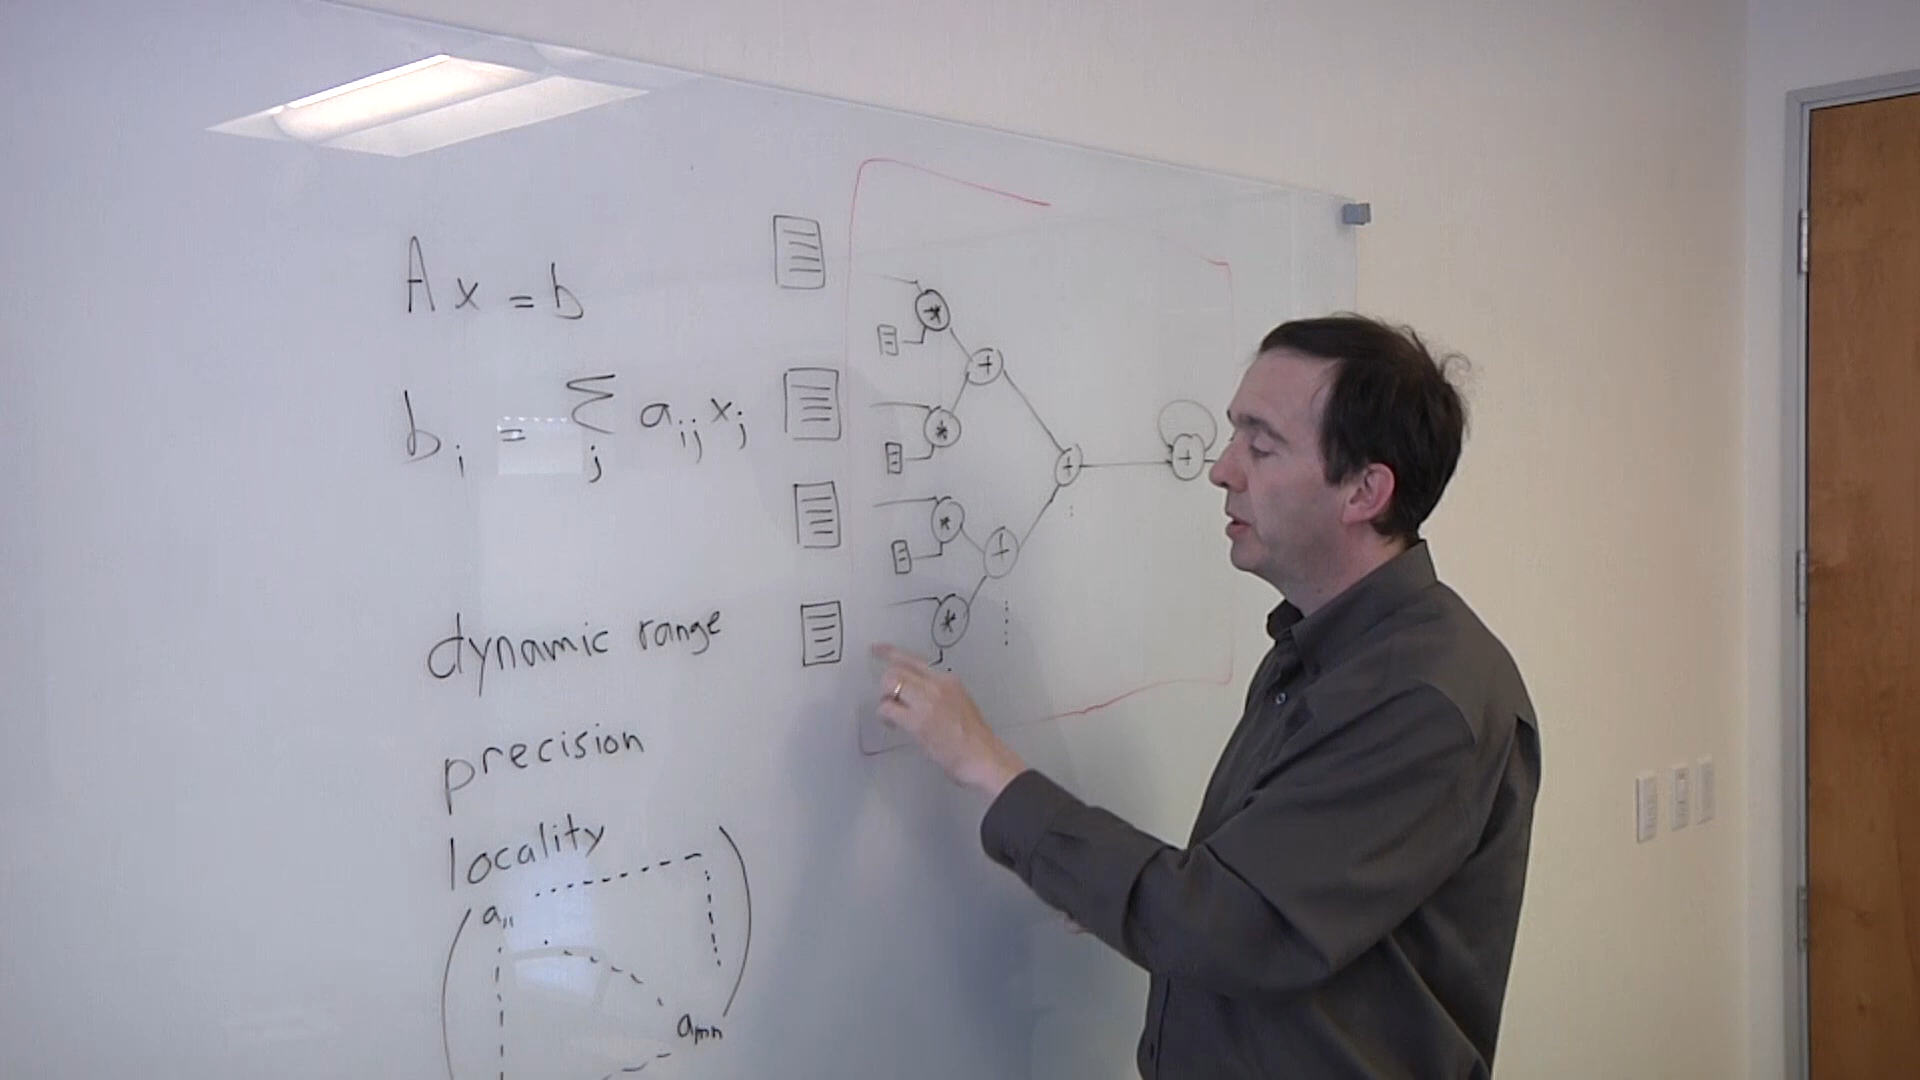 Ax = b
b_i = Σ_j a_ij x_j
* + * + + * + *
dynamic range
precision
locality
a_11
a_mn